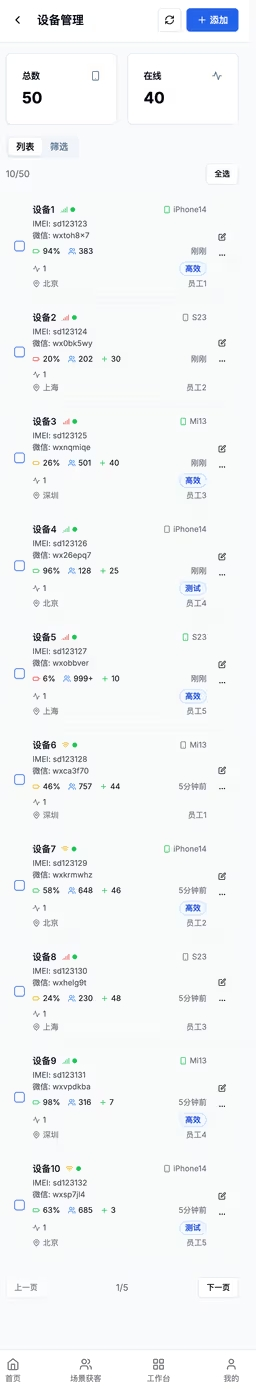 设备管理
+ 添加
总数
50
在线
40
列表 筛选
10/50 全选
设备1 iPhone14
IMEI: sd123123
微信: wxtoh8x7
94% 383 刚刚 ...
1 高效
北京 员工1
设备2 S23
IMEI: sd123124
微信: wx0bk5wy
20% 202 + 30 刚刚 ...
1
上海 员工2
设备3 Mi13
IMEI: sd123125
微信: wxnqmiqe
26% 501 + 40 刚刚 ...
1 高效
深圳 员工3
设备4 iPhone14
IMEI: sd123126
微信: wx26epq7
96% 128 + 25 刚刚 ...
1 测试
北京 员工4
设备5 S23
IMEI: sd123127
微信: wxobbver
6% 999+ + 10 刚刚 ...
1 高效
上海 员工5
设备6 Mi13
IMEI: sd123128
微信: wxca3f70
46% 757 + 44 5分钟前 ...
1
深圳 员工1
设备7 iPhone14
IMEI: sd123129
微信: wxkrmwhz
58% 648 + 46 5分钟前 ...
1 高效
北京 员工2
设备8 S23
IMEI: sd123130
微信: wxhelg9t
24% 230 + 48 5分钟前 ...
1
上海 员工3
设备9 Mi13
IMEI: sd123131
微信: wxvpdkba
98% 316 + 7 5分钟前 ...
1 高效
深圳 员工4
设备10 iPhone14
IMEI: sd123132
微信: wxsp7jl4
63% 685 + 3 5分钟前 ...
1 测试
北京 员工5
上一页 1/5 下一页
首页 场景获客 工作台 我的